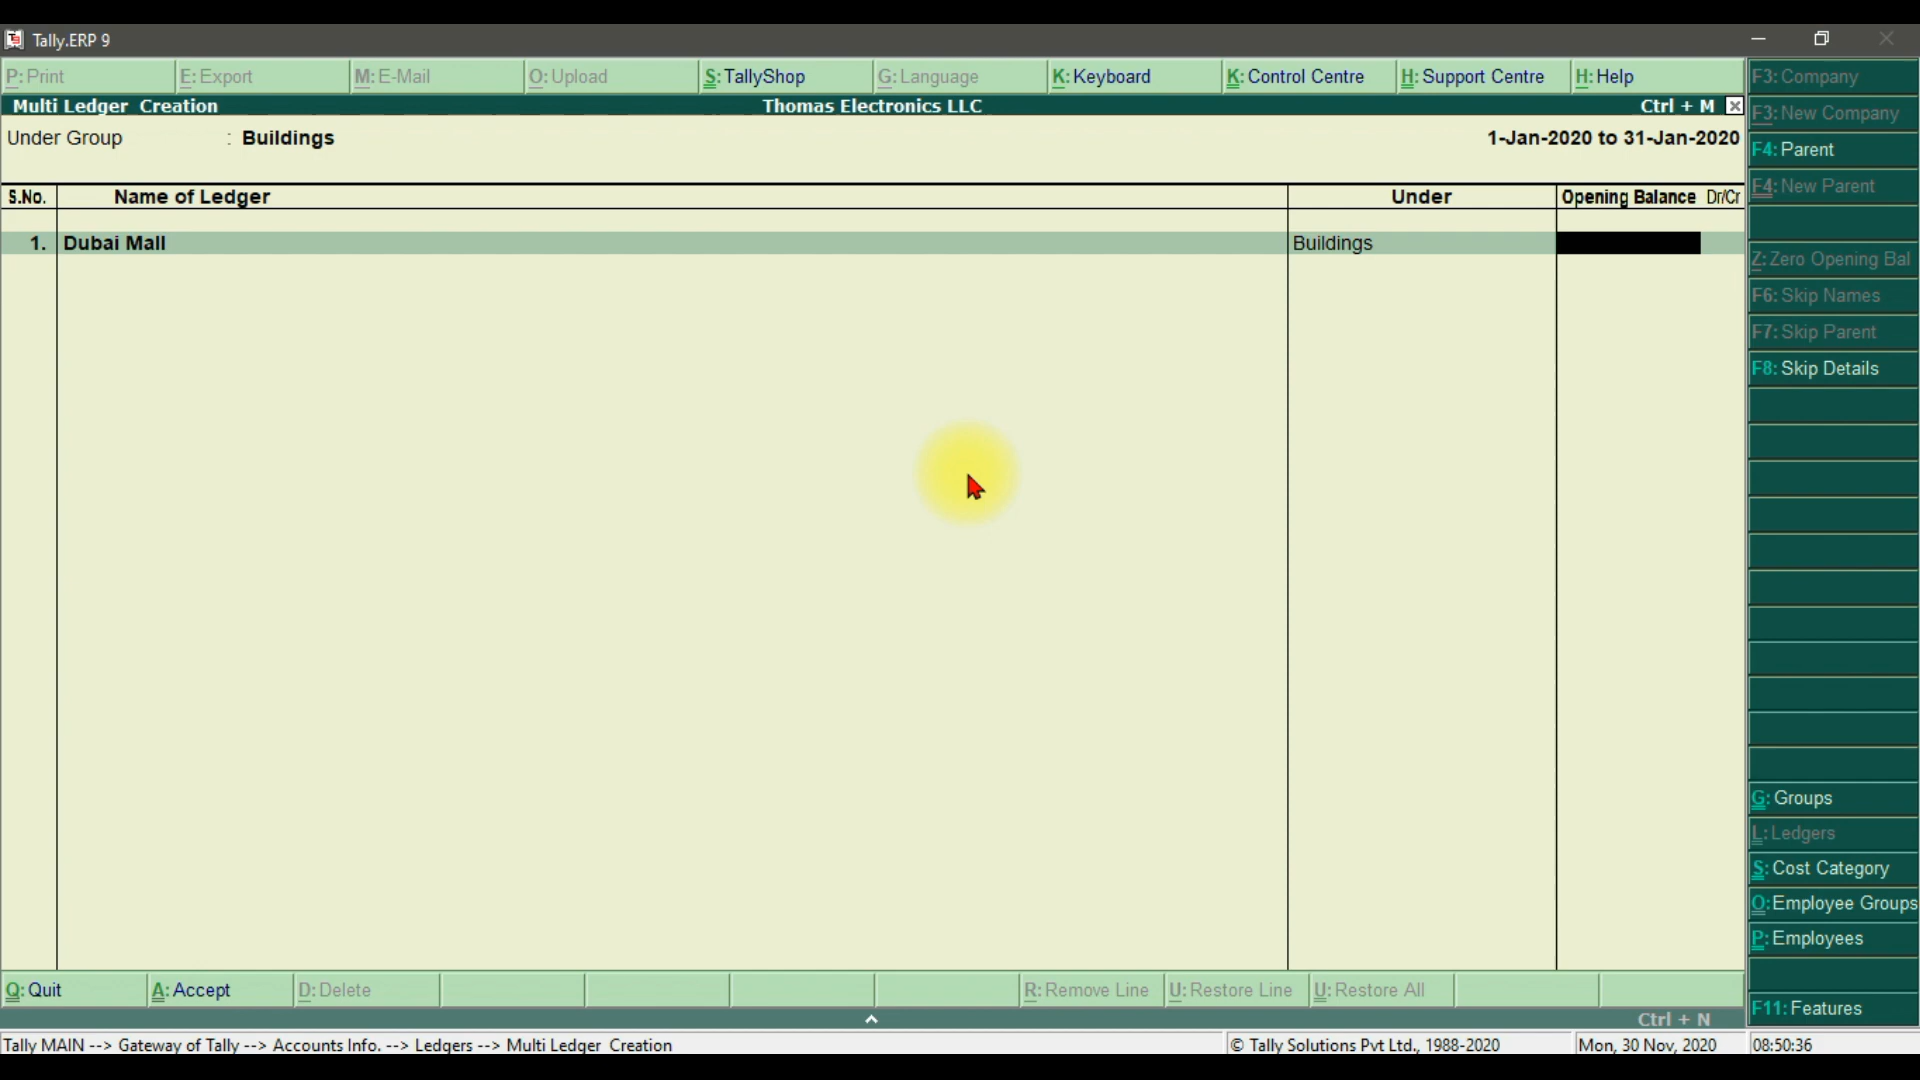 Tally.ERP 9
P: Print E: Export M: E-Mail O: Upload S: TallyShop G: Language K: Keyboard K: Control Centre H: Support Centre H: Help
Multi Ledger Creation Thomas Electronics LLC Ctrl + M
Under Group : Buildings 1-Jan-2020 to 31-Jan-2020
S.No. Name of Ledger Under Opening Balance Dr/Cr
1. Dubai Mall Buildings
F3: Company
F3: New Company
F4: Parent
F4: New Parent
Z: Zero Opening Bal
F6: Skip Names
F7: Skip Parent
F8: Skip Details
G: Groups
L: Ledgers
S: Cost Category
O: Employee Groups
P: Employees
F11: Features
Q: Quit A: Accept D: Delete R: Remove Line U: Restore Line U: Restore All
Ctrl + N
Tally MAIN --> Gateway of Tally --> Accounts Info. --> Ledgers --> Multi Ledger Creation © Tally Solutions Pvt Ltd., 1988-2020 Mon, 30 Nov, 2020 08:50:36